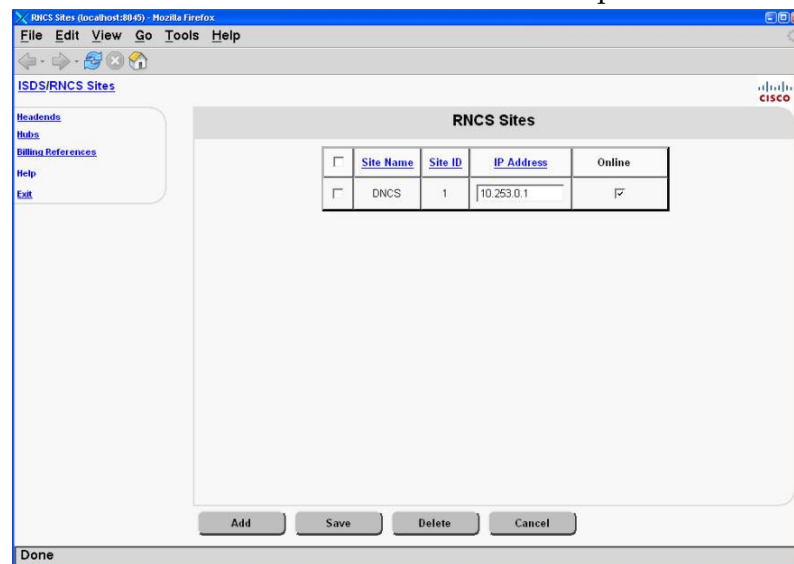 RNCS Sites (localhost:8045) - Mozilla Firefox
File Edit View Go Tools Help
ISDS/RNCS Sites
CISCO
Headends
Hubs
Billing References
Help
Exit
RNCS Sites
Site Name Site ID IP Address Online
DNCS 1 10.253.0.1
Add Save Delete Cancel
Done